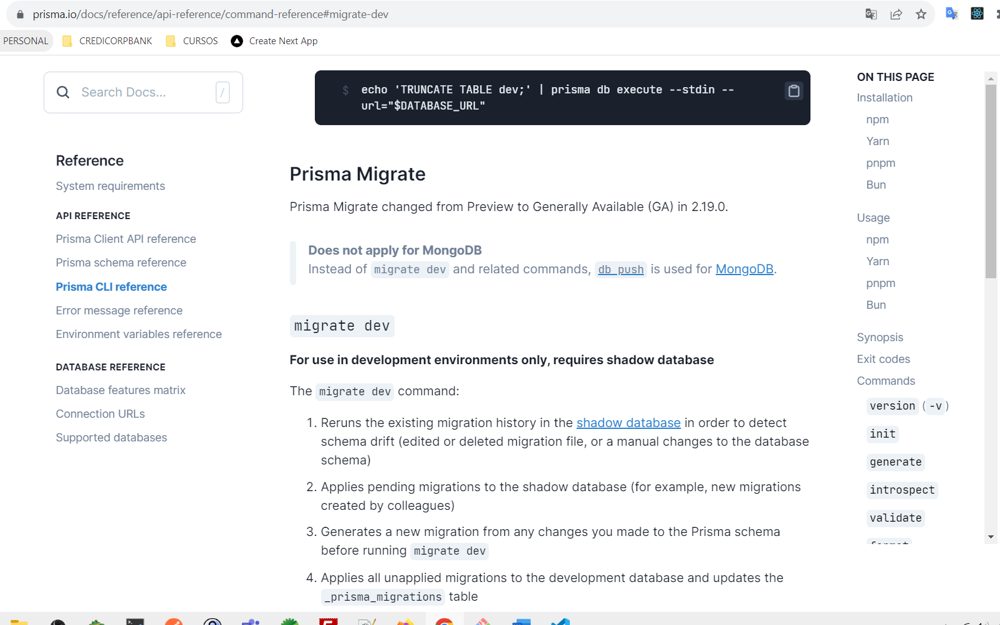 prisma.io/docs/reference/api-reference/command-reference#migrate-dev
PERSONAL
CREDICORPBANK
CURSOS
Create Next App
Search Docs...
/
Reference
System requirements
API REFERENCE
Prisma Client API reference
Prisma schema reference
Prisma CLI reference
Error message reference
Environment variables reference
DATABASE REFERENCE
Database features matrix
Connection URLs
Supported databases
$ echo 'TRUNCATE TABLE dev;' | prisma db execute --stdin --
url="$DATABASE_URL"
Prisma Migrate
Prisma Migrate changed from Preview to Generally Available (GA) in 2.19.0.
Does not apply for MongoDB
Instead of migrate dev and related commands, db push is used for MongoDB.
migrate dev
For use in development environments only, requires shadow database
The migrate dev command:
1. Reruns the existing migration history in the shadow database in order to detect
schema drift (edited or deleted migration file, or a manual changes to the database
schema)
2. Applies pending migrations to the shadow database (for example, new migrations
created by colleagues)
3. Generates a new migration from any changes you made to the Prisma schema
before running migrate dev
4. Applies all unapplied migrations to the development database and updates the
_prisma_migrations table
ON THIS PAGE
Installation
npm
Yarn
pnpm
Bun
Usage
npm
Yarn
pnpm
Bun
Synopsis
Exit codes
Commands
version (-v)
init
generate
introspect
validate